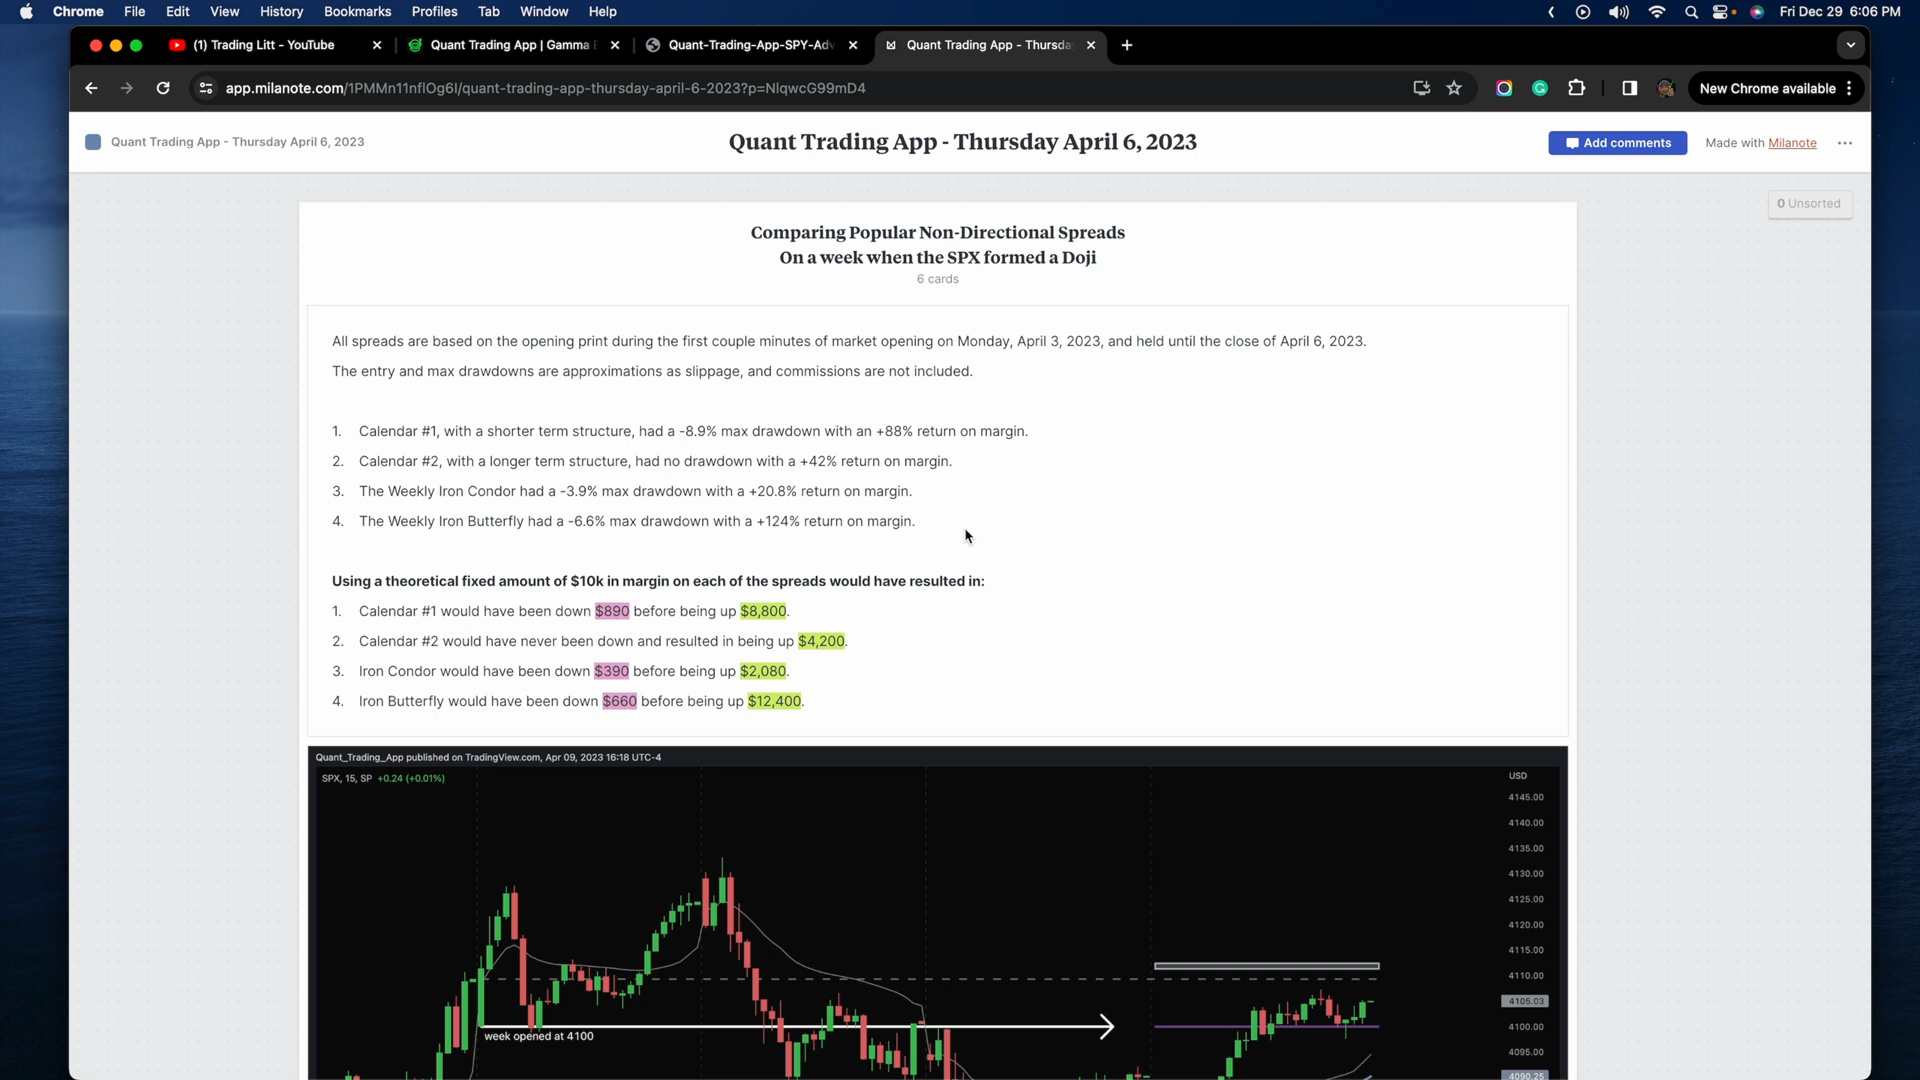 Chrome File Edit View History Bookmarks Profiles Tab Window Help Fri Dec 29 6:06 PM
(1) Trading Litt - YouTube Quant Trading App | Gamma Quant-Trading-App-SPY-Adv Quant Trading App - Thursda
app.milanote.com/1PMMn11nflOg6l/quant-trading-app-thursday-april-6-2023?p=NlqwcG99mD4 New Chrome available
Quant Trading App - Thursday April 6, 2023 Quant Trading App - Thursday April 6, 2023 Add comments Made with Milanote
0 Unsorted
Comparing Popular Non-Directional Spreads
On a week when the SPX formed a Doji
6 cards
All spreads are based on the opening print during the first couple minutes of market opening on Monday, April 3, 2023, and held until the close of April 6, 2023.
The entry and max drawdowns are approximations as slippage, and commissions are not included.
1. Calendar #1, with a shorter term structure, had a -8.9% max drawdown with an +88% return on margin.
2. Calendar #2, with a longer term structure, had no drawdown with a +42% return on margin.
3. The Weekly Iron Condor had a -3.9% max drawdown with a +20.8% return on margin.
4. The Weekly Iron Butterfly had a -6.6% max drawdown with a +124% return on margin.
Using a theoretical fixed amount of $10k in margin on each of the spreads would have resulted in:
1. Calendar #1 would have been down $890 before being up $8,800.
2. Calendar #2 would have never been down and resulted in being up $4,200.
3. Iron Condor would have been down $390 before being up $2,080.
4. Iron Butterfly would have been down $660 before being up $12,400.
Quant_Trading_App published on TradingView.com, Apr 09, 2023 16:18 UTC-4
SPX, 15, SP +0.24 (+0.01%) USD
4145.00
4140.00
4135.00
4130.00
4125.00
4120.00
4115.00
4110.00
4105.03
4100.00
week opened at 4100
4095.00
4090.25